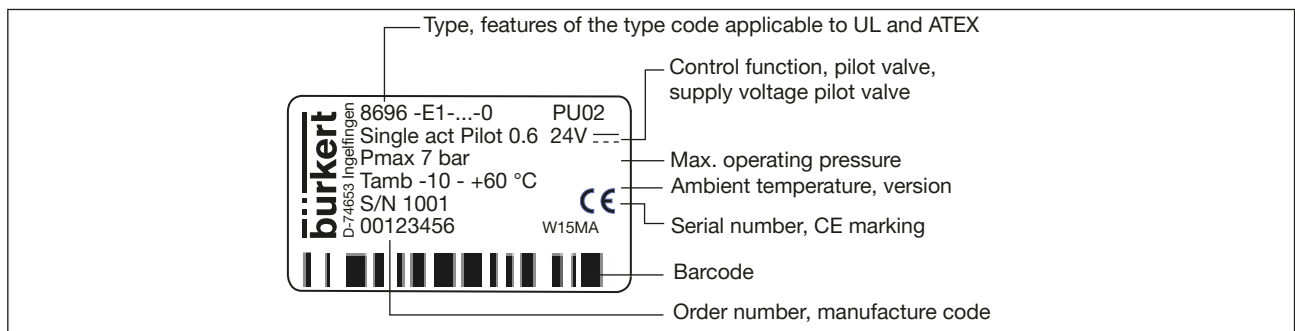 Type, features of the type code applicable to UL and ATEX
Control function, pilot valve,
supply voltage pilot valve
Max. operating pressure
Ambient temperature, version
Serial number, CE marking
Barcode
Order number, manufacture code
burkert
D-74653 Ingelfingen
8696 -E1-...-0 PU02
Single act Pilot 0.6 24V
Pmax 7 bar
Tamb -10 - +60 °C
S/N 1001 CE
00123456 W15MA